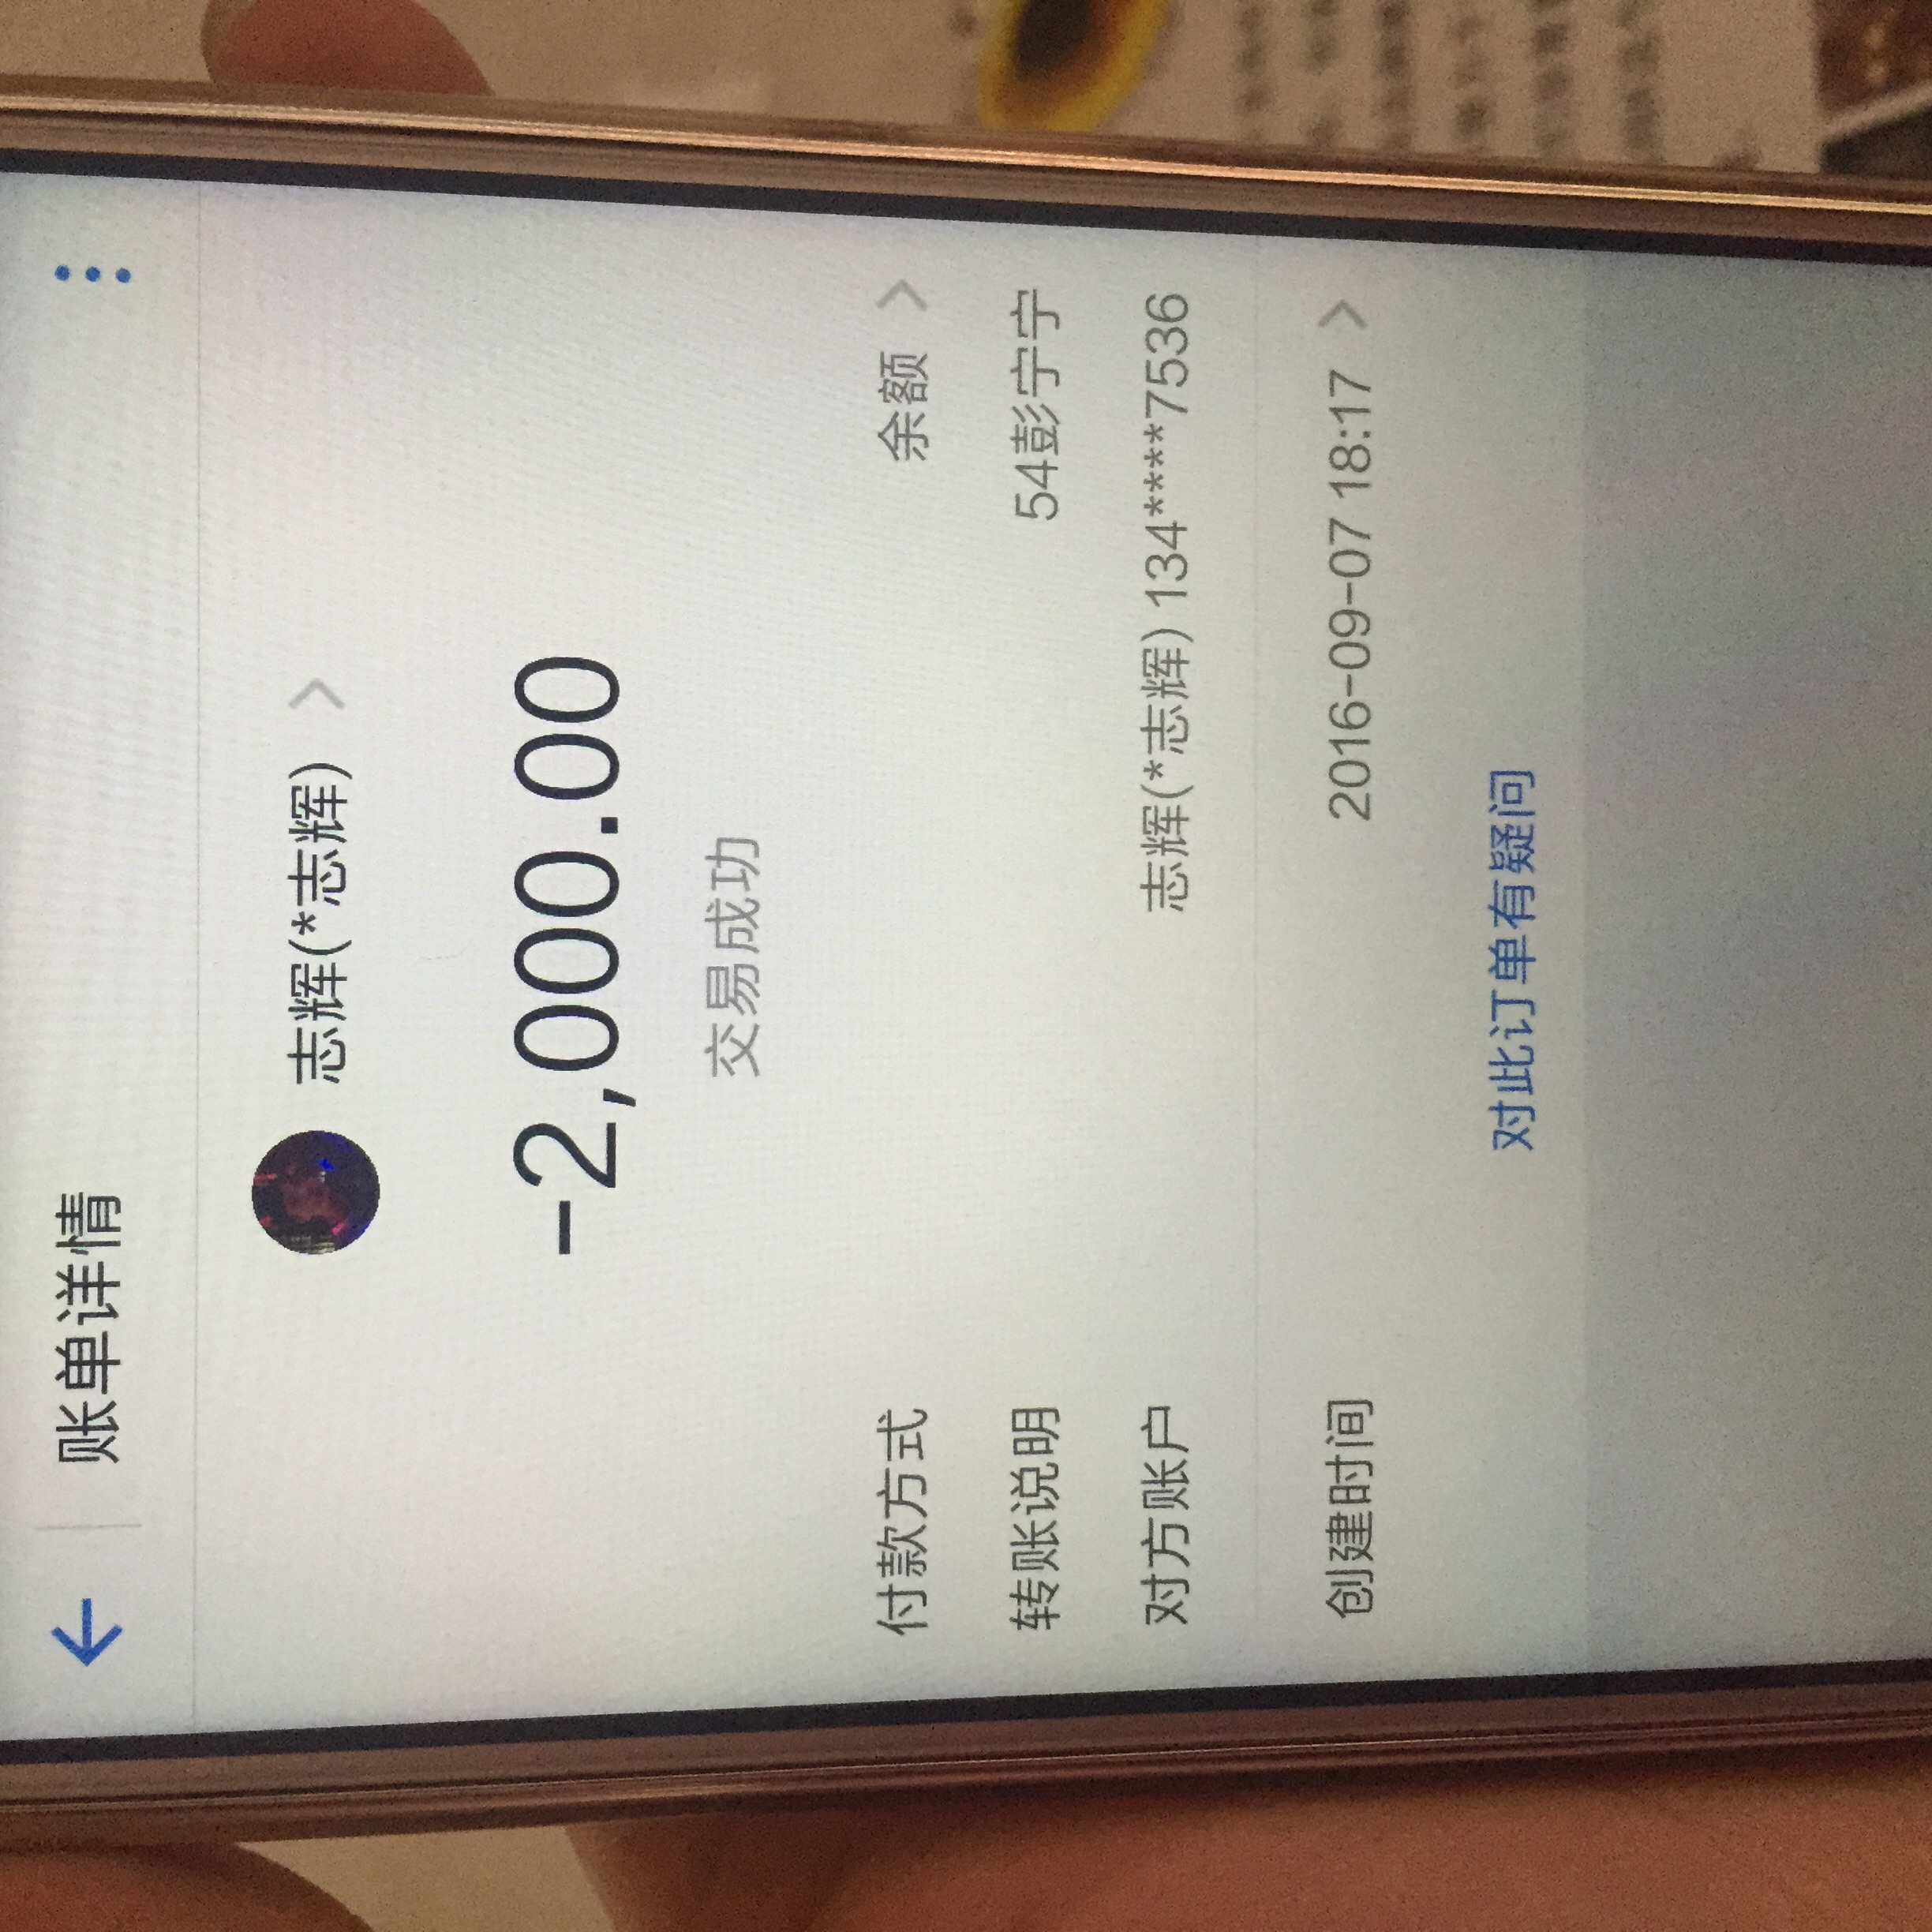 账单详情
志辉(*志辉)
-2,000.00
交易成功
付款方式 余额
转账说明 54彭宁宁
对方账户 志辉(*志辉) 134****7536
创建时间 2016-09-07 18:17
对此订单有疑问